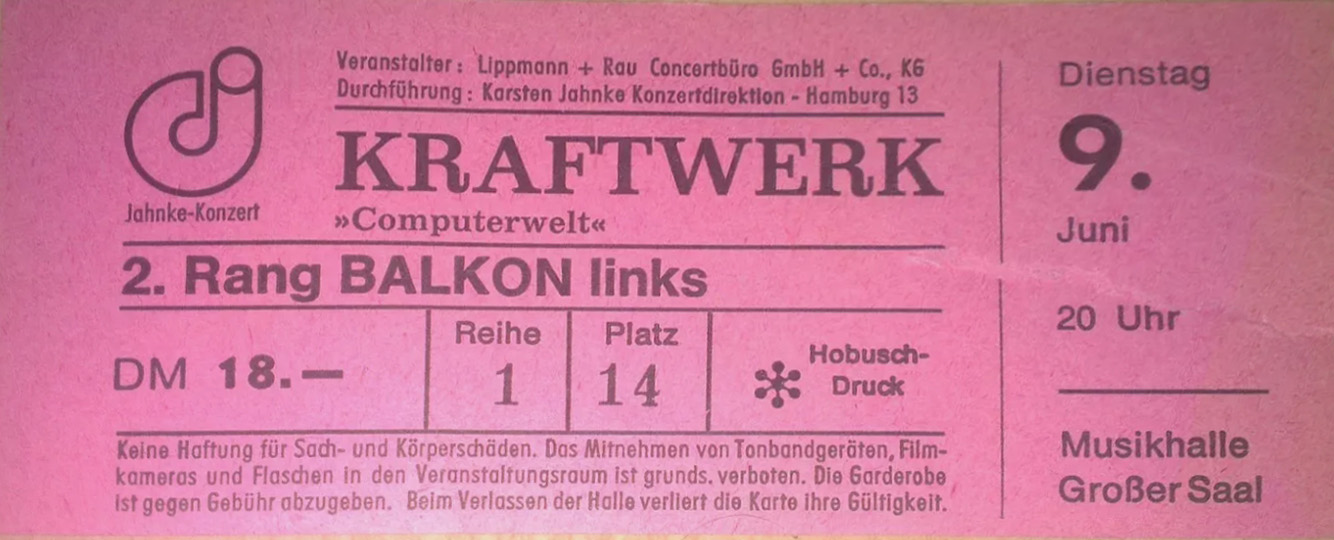 Veranstalter: Lippmann + Rau Concertbüro GmbH + Co., KG
Durchführung: Karsten Jahnke Konzertdirektion - Hamburg 13
Jahnke-Konzert
KRAFTWERK
»Computerwelt«
2. Rang BALKON links
DM 18.—
Reihe
1
Platz
14
Hobusch-
Druck
Keine Haftung für Sach- und Körperschäden. Das Mitnehmen von Tonbandgeräten, Film-
kameras und Flaschen in den Veranstaltungsraum ist grunds. verboten. Die Garderobe
ist gegen Gebühr abzugeben. Beim Verlassen der Halle verliert die Karte ihre Gültigkeit.
Dienstag
9.
Juni
20 Uhr
Musikhalle
Großer Saal